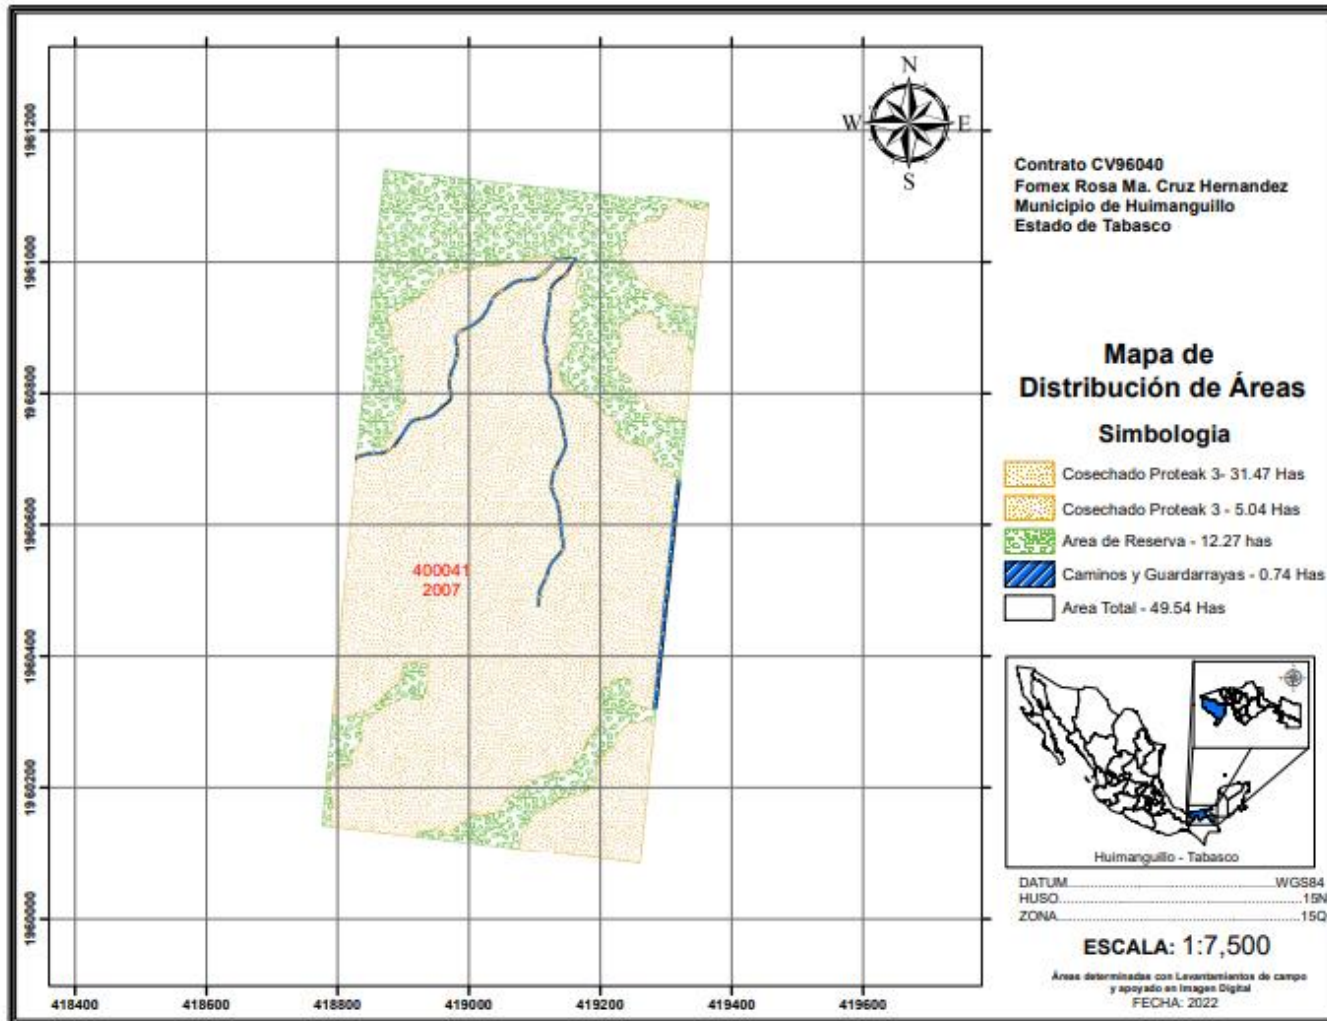 N
W E
S
1961200
1961000
1960800
1960600
1960400
1960200
1960000
418400 418600 418800 419000 419200 419400 419600
400041
2007
Contrato CV96040
Fomex Rosa Ma. Cruz Hernandez
Municipio de Huimanguillo
Estado de Tabasco
Mapa de
Distribución de Áreas
Simbologia
Cosechado Proteak 3- 31.47 Has
Cosechado Proteak 3 - 5.04 Has
Area de Reserva - 12.27 has
Caminos y Guardarrayas - 0.74 Has
Area Total - 49.54 Has
Huimanguillo - Tabasco
DATUM WGS84
HUSO 15N
ZONA 15Q
ESCALA: 1:7,500
Áreas determinadas con Levantamientos de campo
y apoyado en Imagen Digital
FECHA: 2022